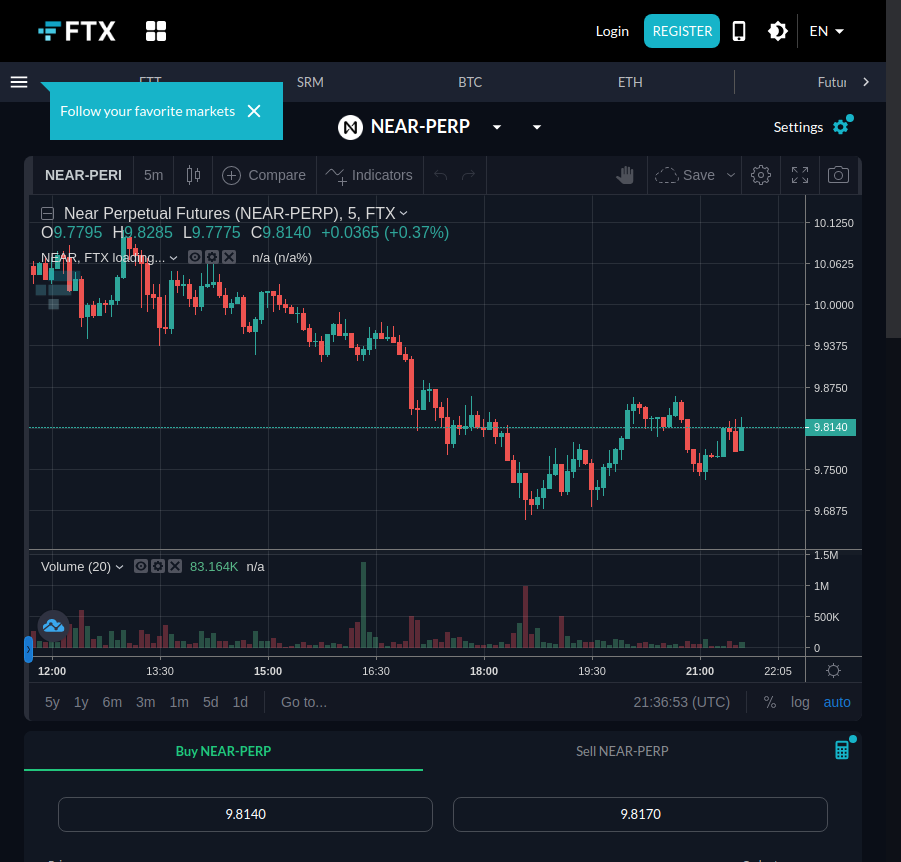 FTX
Login
REGISTER
EN
FTT
SRM
BTC
ETH
Futur
Follow your favorite markets
NEAR-PERP
Settings
NEAR-PERI
5m
Compare
Indicators
Save
Near Perpetual Futures (NEAR-PERP), 5, FTX
O9.7795 H9.8285 L9.7775 C9.8140 +0.0365 (+0.37%)
NEAR, FTX loading... n/a (n/a%)
10.1250
10.0625
10.0000
9.9375
9.8750
9.8140
9.7500
9.6875
Volume (20) 83.164K n/a
1.5M
1M
500K
0
12:00 13:30 15:00 16:30 18:00 19:30 21:00 22:05
5y 1y 6m 3m 1m 5d 1d Go to... 21:36:53 (UTC) % log auto
Buy NEAR-PERP
Sell NEAR-PERP
9.8140
9.8170